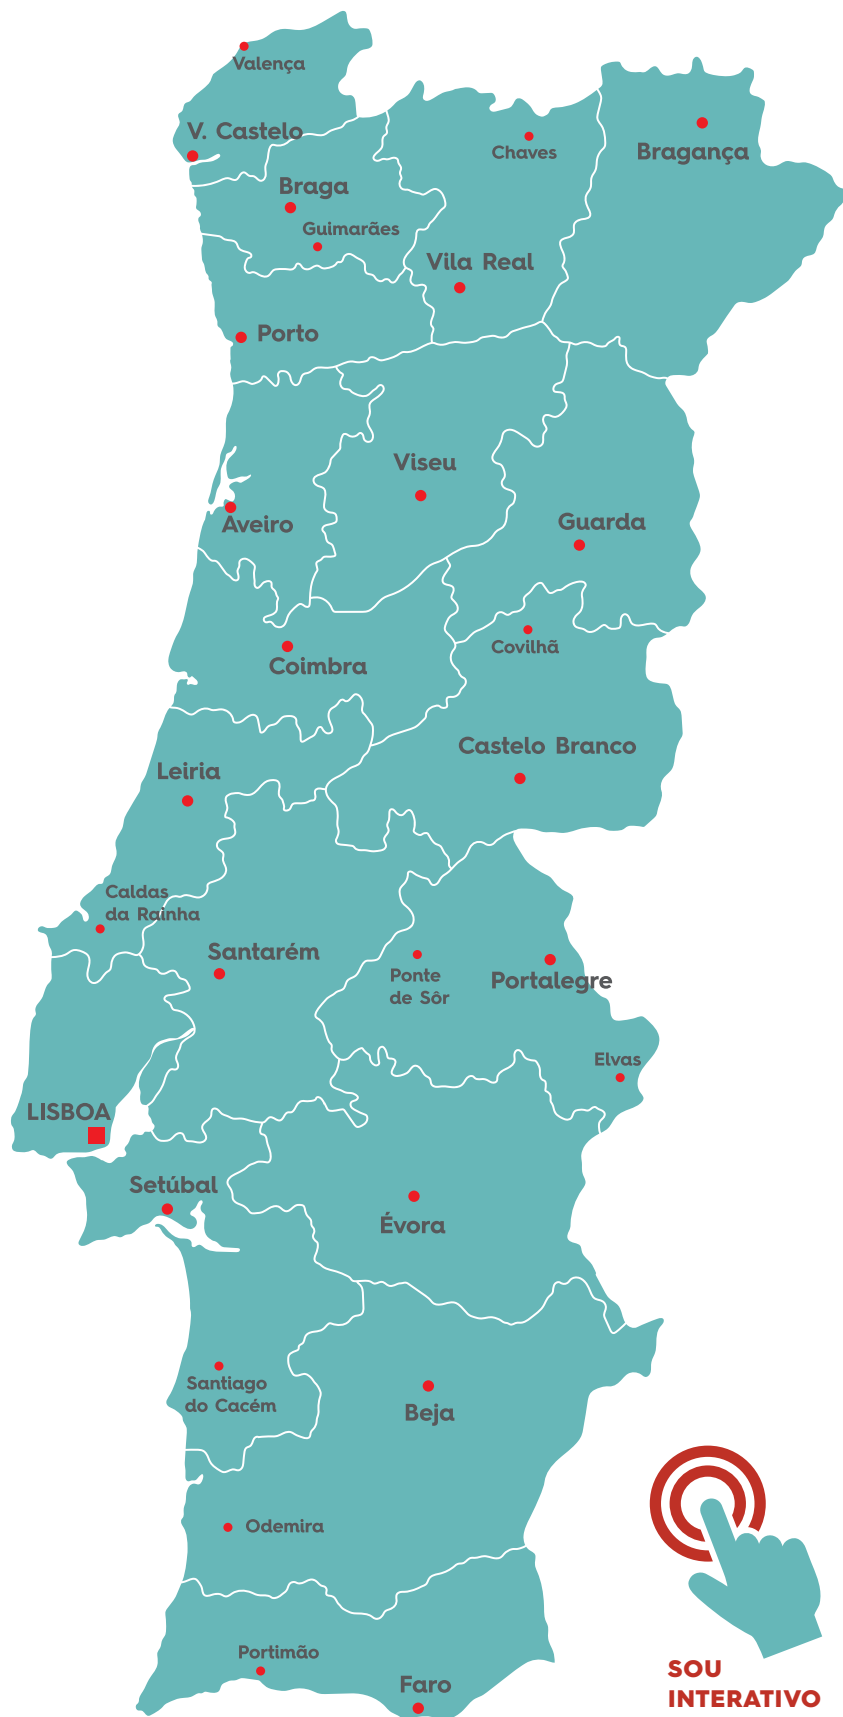 Valença
V. Castelo
Chaves
Bragança
Braga
Guimarães
Vila Real
Porto
Viseu
Aveiro
Guarda
Covilhã
Coimbra
Castelo Branco
Leiria
Caldas
da Rainha
Santarém
Ponte
de Sôr
Portalegre
Elvas
LISBOA
Setúbal
Évora
Santiago
do Cacém
Beja
Odemira
Portimão
Faro
SOU
INTERATIVO